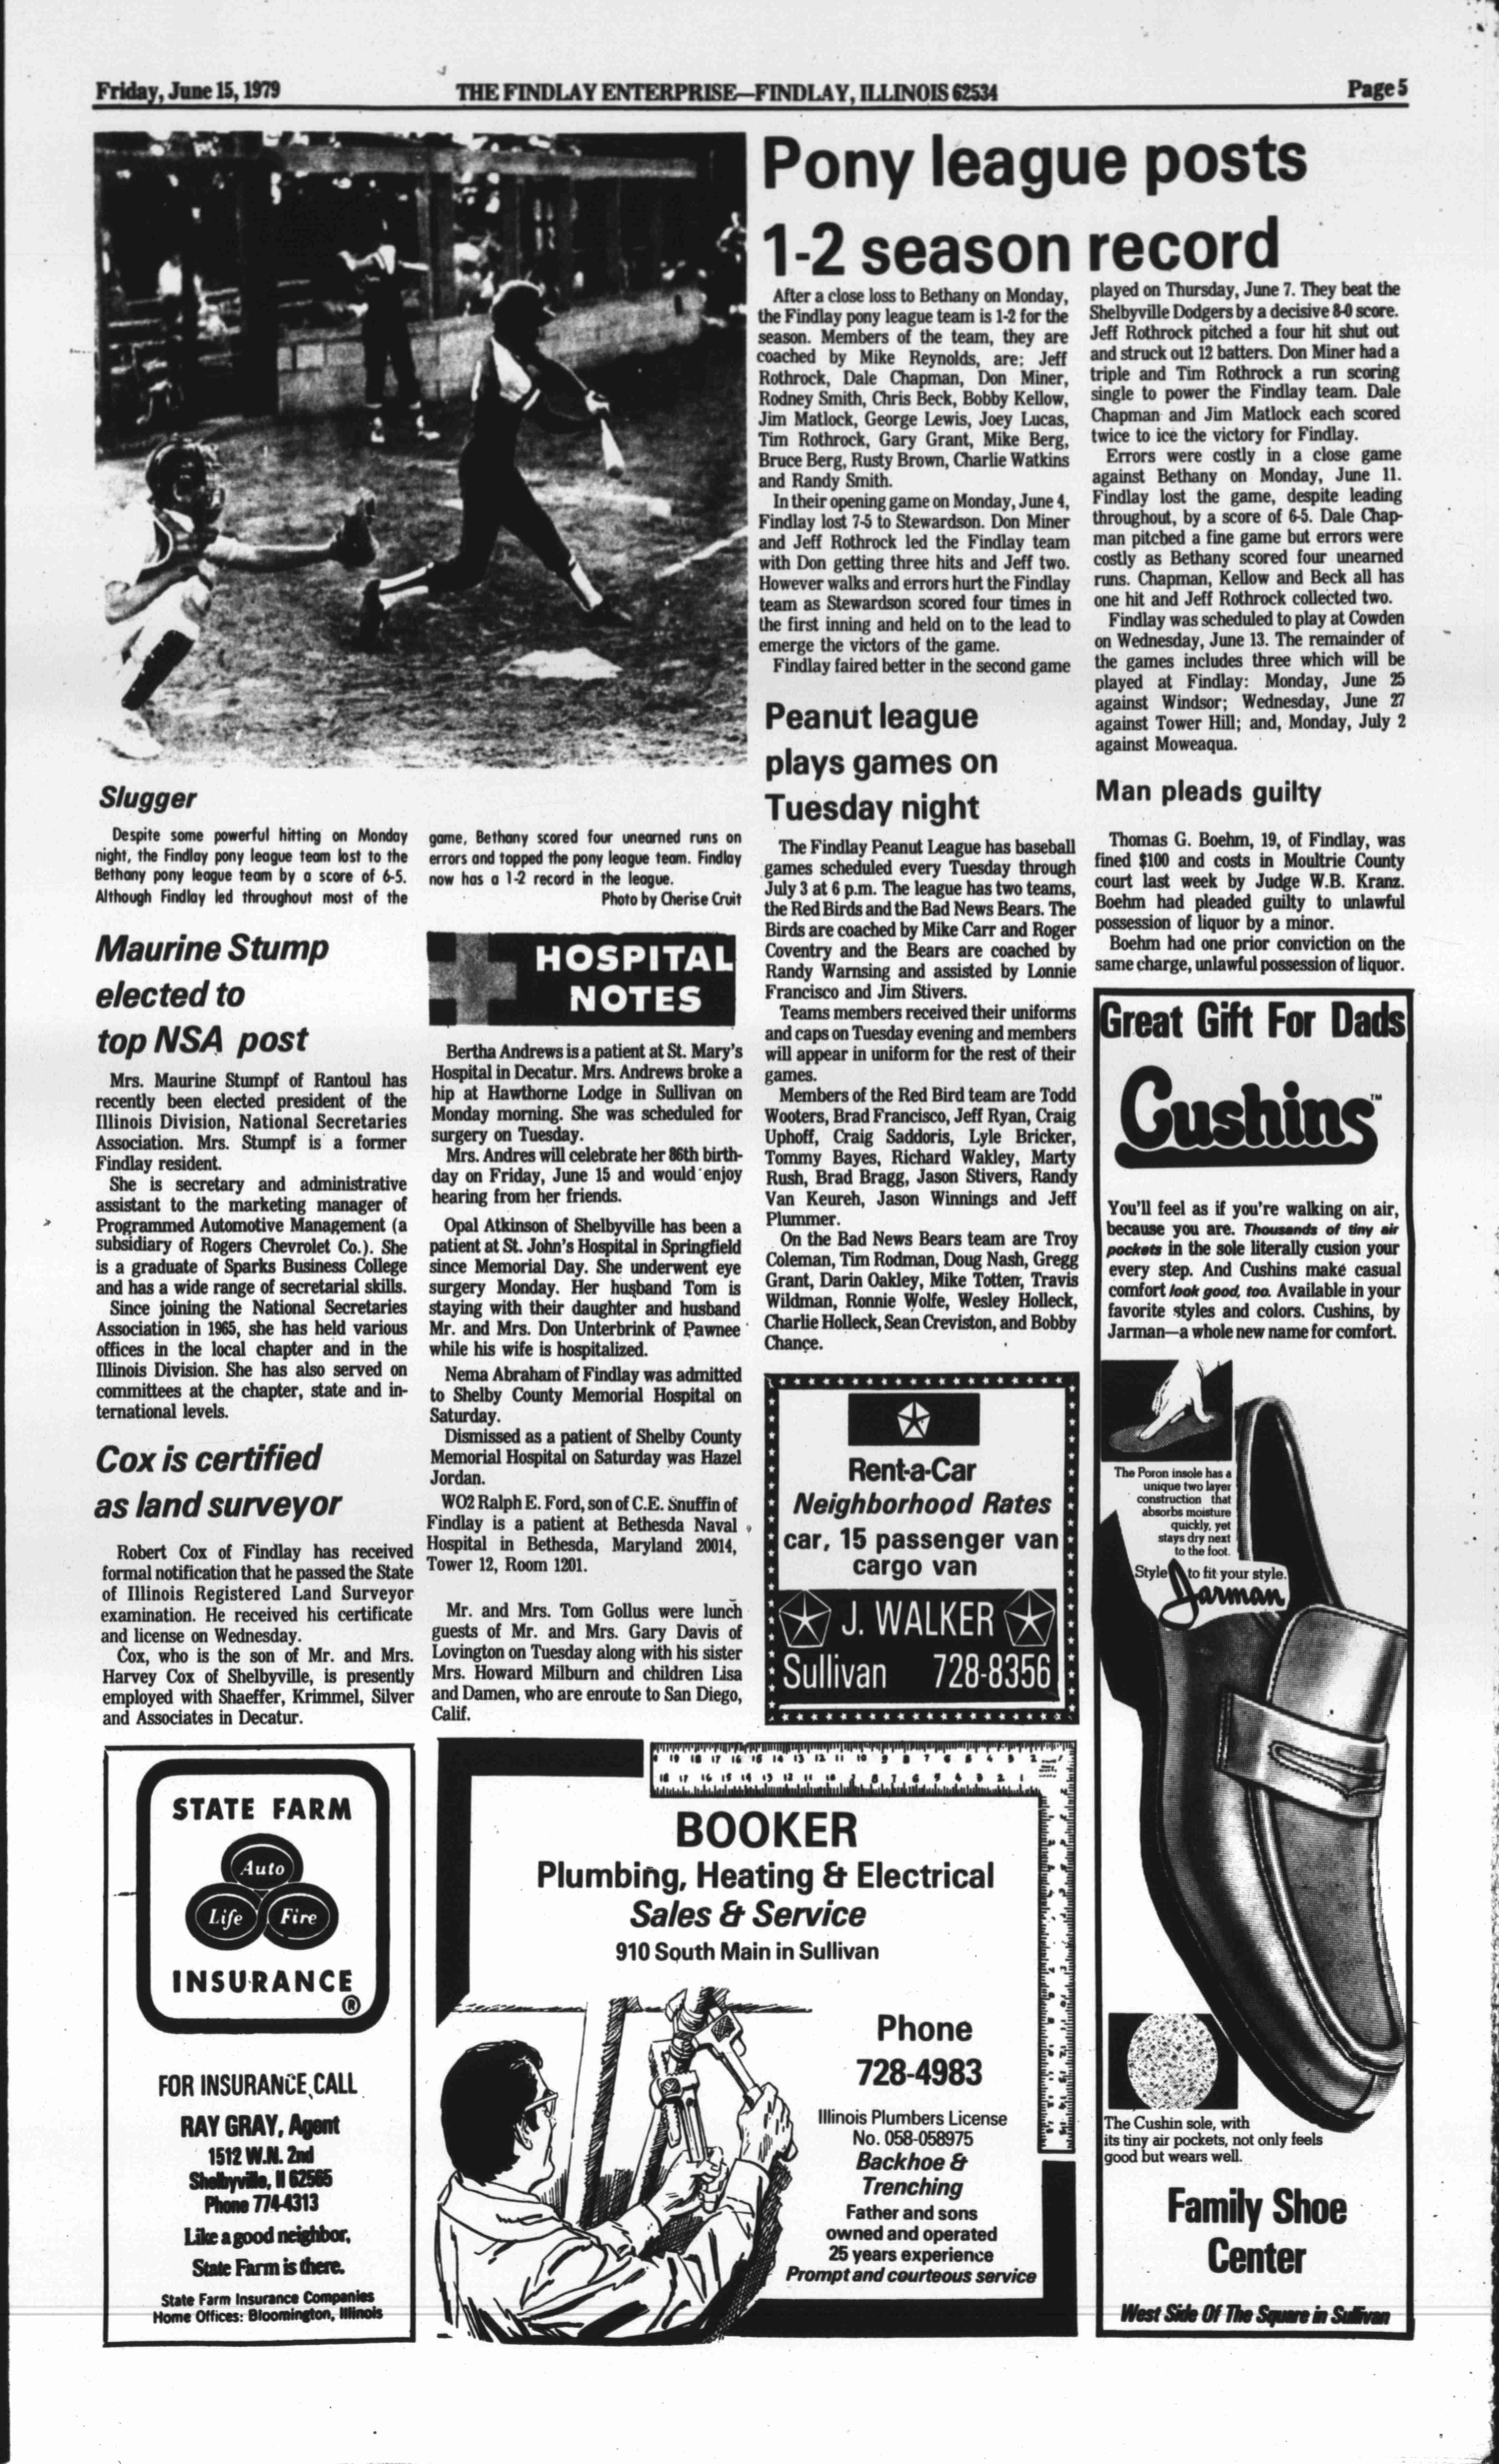 Friday, June 15, 1979
THE FINDLAY ENTERPRISE—FINDLAY, ILLINOIS 62534
Page 5
Slugger
Despite some powerful hitting on Monday
night, the Findlay pony league team lost to the
Bethany pony league team by a score of 6-5.
Although Findlay led throughout most of the
game, Bethany scored four unearned runs on
errors and topped the pony league team. Findlay
now has a 1-2 record in the league.
Photo by Cherise Cruit
Pony league posts
1-2 season record
After a close loss to Bethany on Monday,
the Findlay pony league team is 1-2 for the
season. Members of the team, they are
coached by Mike Reynolds, are: Jeff
Rothrock, Dale Chapman, Don Miner,
Rodney Smith, Chris Beck, Bobby Kellow,
Jim Matlock, George Lewis, Joey Lucas,
Tim Rothrock, Gary Grant, Mike Berg,
Bruce Berg, Rusty Brown, Charlie Watkins
and Randy Smith.
In their opening game on Monday, June 4,
Findlay lost 7-5 to Stewardson. Don Miner
and Jeff Rothrock led the Findlay team
with Don getting three hits and Jeff two.
However walks and errors hurt the Findlay
team as Stewardson scored four times in
the first inning and held on to the lead to
emerge the victors of the game.
Findlay faired better in the second game
played on Thursday, June 7. They beat the
Shelbyville Dodgers by a decisive 8-0 score.
Jeff Rothrock pitched a four hit shut out
and struck out 12 batters. Don Miner had a
triple and Tim Rothrock a run scoring
single to power the Findlay team. Dale
Chapman and Jim Matlock each scored
twice to ice the victory for Findlay.
Errors were costly in a close game
against Bethany on Monday, June 11.
Findlay lost the game, despite leading
throughout, by a score of 6-5. Dale Chap-
man pitched a fine game but errors were
costly as Bethany scored four unearned
runs. Chapman, Kellow and Beck all has
one hit and Jeff Rothrock collected two.
Findlay was scheduled to play at Cowden
on Wednesday, June 13. The remainder of
the games includes three which will be
played at Findlay: Monday, June 25
against Windsor; Wednesday, June 27
against Tower Hill; and, Monday, July 2
against Moweaqua.
Maurine Stump
elected to
top NSA post
Mrs. Maurine Stumpf of Rantoul has
recently been elected president of the
Illinois Division, National Secretaries
Association. Mrs. Stumpf is a former
Findlay resident.
She is secretary and administrative
assistant to the marketing manager of
Programmed Automotive Management (a
subsidiary of Rogers Chevrolet Co.). She
is a graduate of Sparks Business College
and has a wide range of secretarial skills.
Since joining the National Secretaries
Association in 1965, she has held various
offices in the local chapter and in the
Illinois Division. She has also served on
committees at the chapter, state and in-
ternational levels.
Cox is certified
as land surveyor
Robert Cox of Findlay has received
formal notification that he passed the State
of Illinois Registered Land Surveyor
examination. He received his certificate
and license on Wednesday.
Cox, who is the son of Mr. and Mrs.
Harvey Cox of Shelbyville, is presently
employed with Shaeffer, Krimmel, Silver
and Associates in Decatur.
HOSPITAL
NOTES
Bertha Andrews is a patient at St. Mary's
Hospital in Decatur. Mrs. Andrews broke a
hip at Hawthorne Lodge in Sullivan on
Monday morning. She was scheduled for
surgery on Tuesday.
Mrs. Andres will celebrate her 86th birth-
day on Friday, June 15 and would enjoy
hearing from her friends.
Opal Atkinson of Shelbyville has been a
patient at St. John's Hospital in Springfield
since Memorial Day. She underwent eye
surgery Monday. Her husband Tom is
staying with their daughter and husband
Mr. and Mrs. Don Unterbrink of Pawnee
while his wife is hospitalized.
Nema Abraham of Findlay was admitted
to Shelby County Memorial Hospital on
Saturday.
Dismissed as a patient of Shelby County
Memorial Hospital on Saturday was Hazel
Jordan.
WO2 Ralph E. Ford, son of C.E. Snuffin of
Findlay is a patient at Bethesda Naval
Hospital in Bethesda, Maryland 20014,
Tower 12, Room 1201.
Mr. and Mrs. Tom Gollus were lunch
guests of Mr. and Mrs. Gary Davis of
Lovington on Tuesday along with his sister
Mrs. Howard Milburn and children Lisa
and Damen, who are enroute to San Diego,
Calif.
Peanut league
plays games on
Tuesday night
The Findlay Peanut League has baseball
games scheduled every Tuesday through
July 3 at 6 p.m. The league has two teams,
the Red Birds and the Bad News Bears. The
Birds are coached by Mike Carr and Roger
Coventry and the Bears are coached by
Randy Warnsing and assisted by Lonnie
Francisco and Jim Stivers.
Teams members received their uniforms
and caps on Tuesday evening and members
will appear in uniform for the rest of their
games.
Members of the Red Bird team are Todd
Wooters, Brad Francisco, Jeff Ryan, Craig
Uphoff, Craig Saddoris, Lyle Bricker,
Tommy Bayes, Richard Wakley, Marty
Rush, Brad Bragg, Jason Stivers, Randy
Van Keureh, Jason Winnings and Jeff
Plummer.
On the Bad News Bears team are Troy
Coleman, Tim Rodman, Doug Nash, Gregg
Grant, Darin Oakley, Mike Totten, Travis
Wildman, Ronnie Wolfe, Wesley Holleck,
Charlie Holleck, Sean Creviston, and Bobby
Chance.
Man pleads guilty
Thomas G. Boehm, 19, of Findlay, was
fined $100 and costs in Moultrie County
court last week by Judge W.B. Kranz.
Boehm had pleaded guilty to unlawful
possession of liquor by a minor.
Boehm had one prior conviction on the
same charge, unlawful possession of liquor.
Rent-a-Car
Neighborhood Rates
car, 15 passenger van
cargo van
J. WALKER
Sullivan 728-8356
Great Gift For Dads
Cushins™
You'll feel as if you're walking on air,
because you are. Thousands of tiny air
pockets in the sole literally cusion your
every step. And Cushins make casual
comfort look good, too. Available in your
favorite styles and colors. Cushins, by
Jarman—a whole new name for comfort.
The Poron insole has a
unique two layer
construction that
absorbs moisture
quickly, yet
stays dry next
to the foot.
Style to fit your style.
Jarman
The Cushin sole, with
its tiny air pockets, not only feels
good but wears well.
Family Shoe
Center
West Side Of The Square in Sullivan
STATE FARM
Auto
Life Fire
INSURANCE
®
FOR INSURANCE CALL
RAY GRAY, Agent
1512 W.N. 2nd
Shelbyville, Il 62565
Phone 774-4313
Like a good neighbor,
State Farm is there.
State Farm Insurance Companies
Home Offices: Bloomington, Illinois
BOOKER
Plumbing, Heating & Electrical
Sales & Service
910 South Main in Sullivan
Phone
728-4983
Illinois Plumbers License
No. 058-058975
Backhoe &
Trenching
Father and sons
owned and operated
25 years experience
Prompt and courteous service